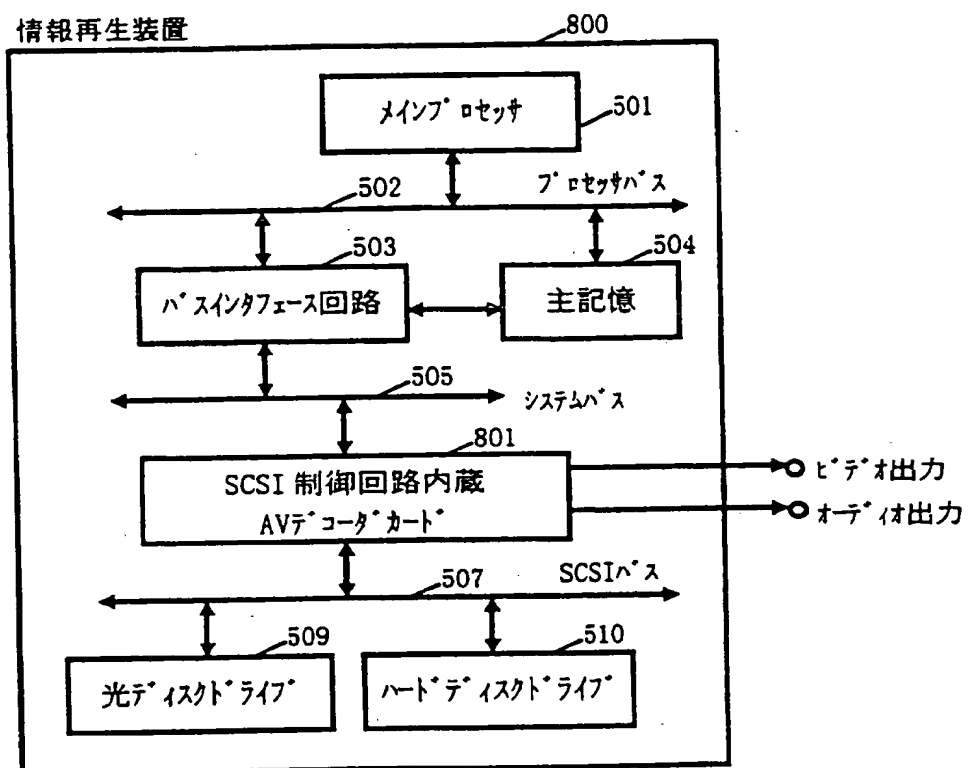 情報再生装置
800
メインプロセッサ
501
502
プロセッサバス
503
504
バスインタフェース回路
主記憶
505
システムバス
801
SCSI 制御回路内蔵
AVデコーダカード
ビデオ出力
オーディオ出力
507
SCSIバス
509
510
光ディスクドライブ
ハードディスクドライブ